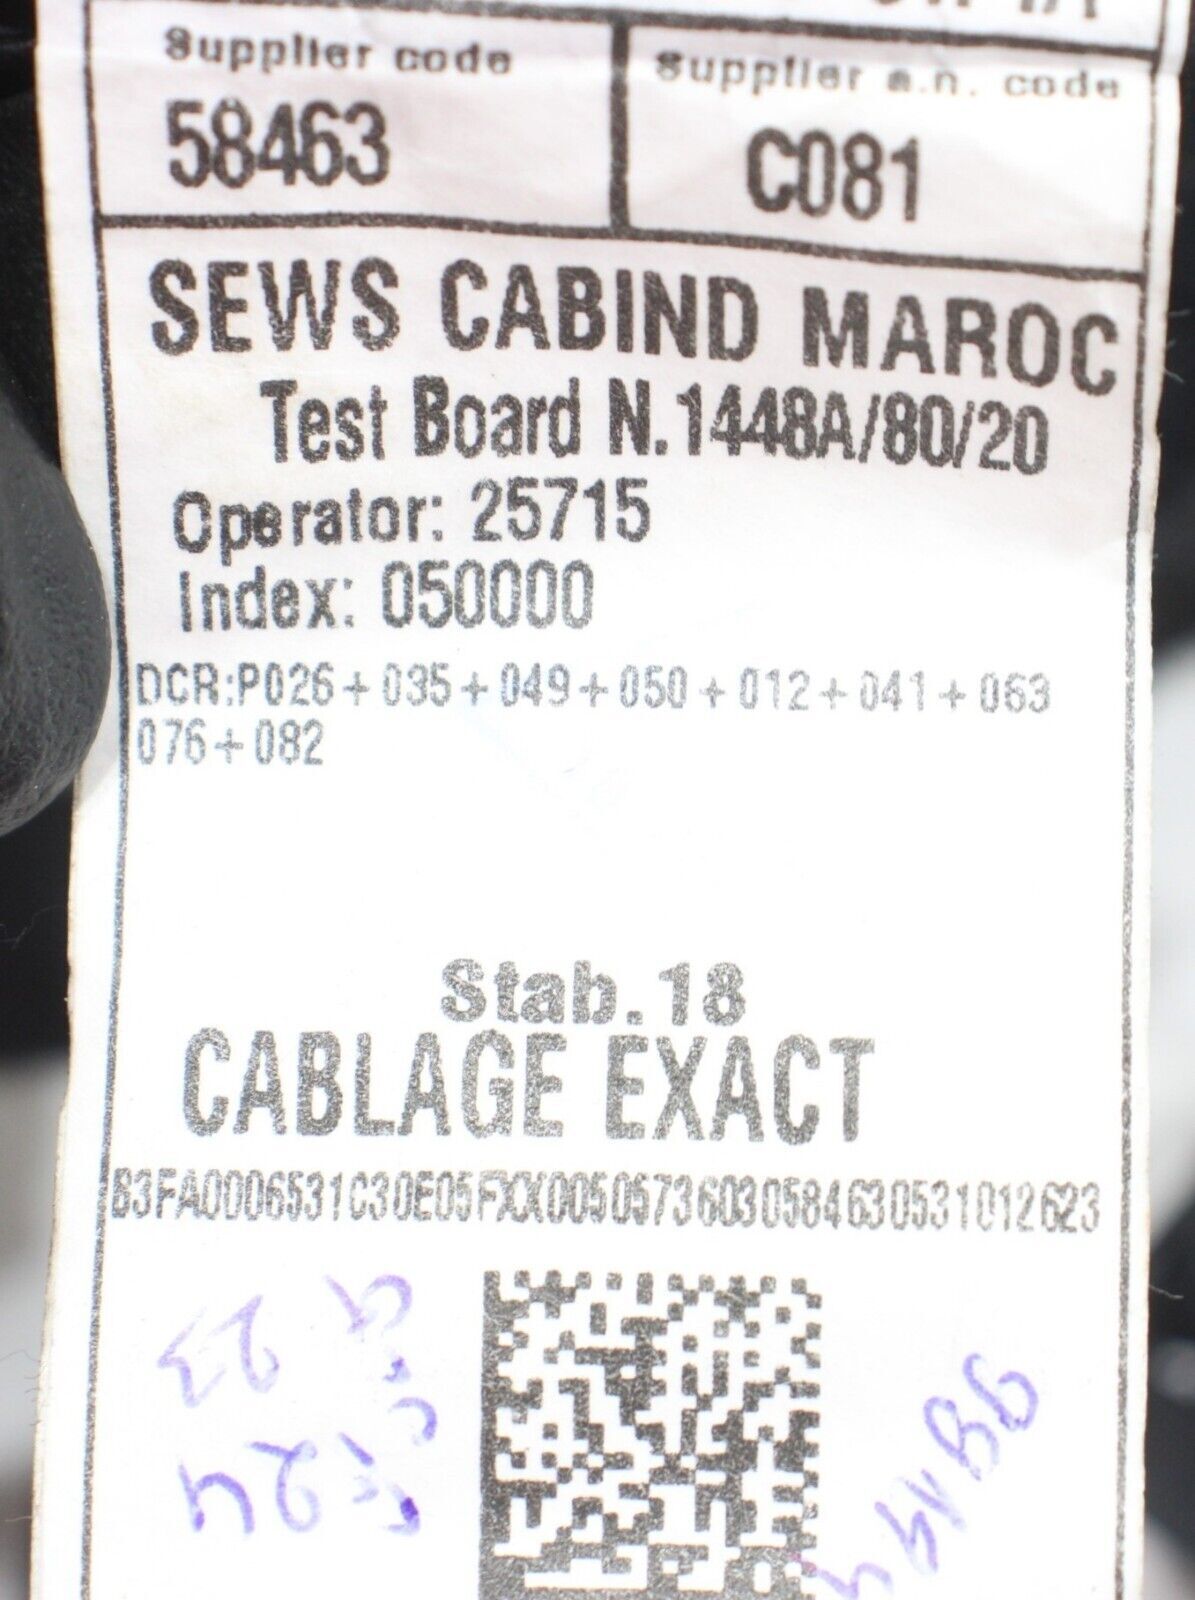 Supplier code
Supplier e.n. code
58463
C081
SEWS CABIND MAROC
Test Board N.1448A/80/20
Operator: 25715
Index: 050000
DCR:P026+035+049+050+012+041+063
076+082
Stab.18
CABLAGE EXACT
B3FA0006531C30E05FXX00505736030584630531012623